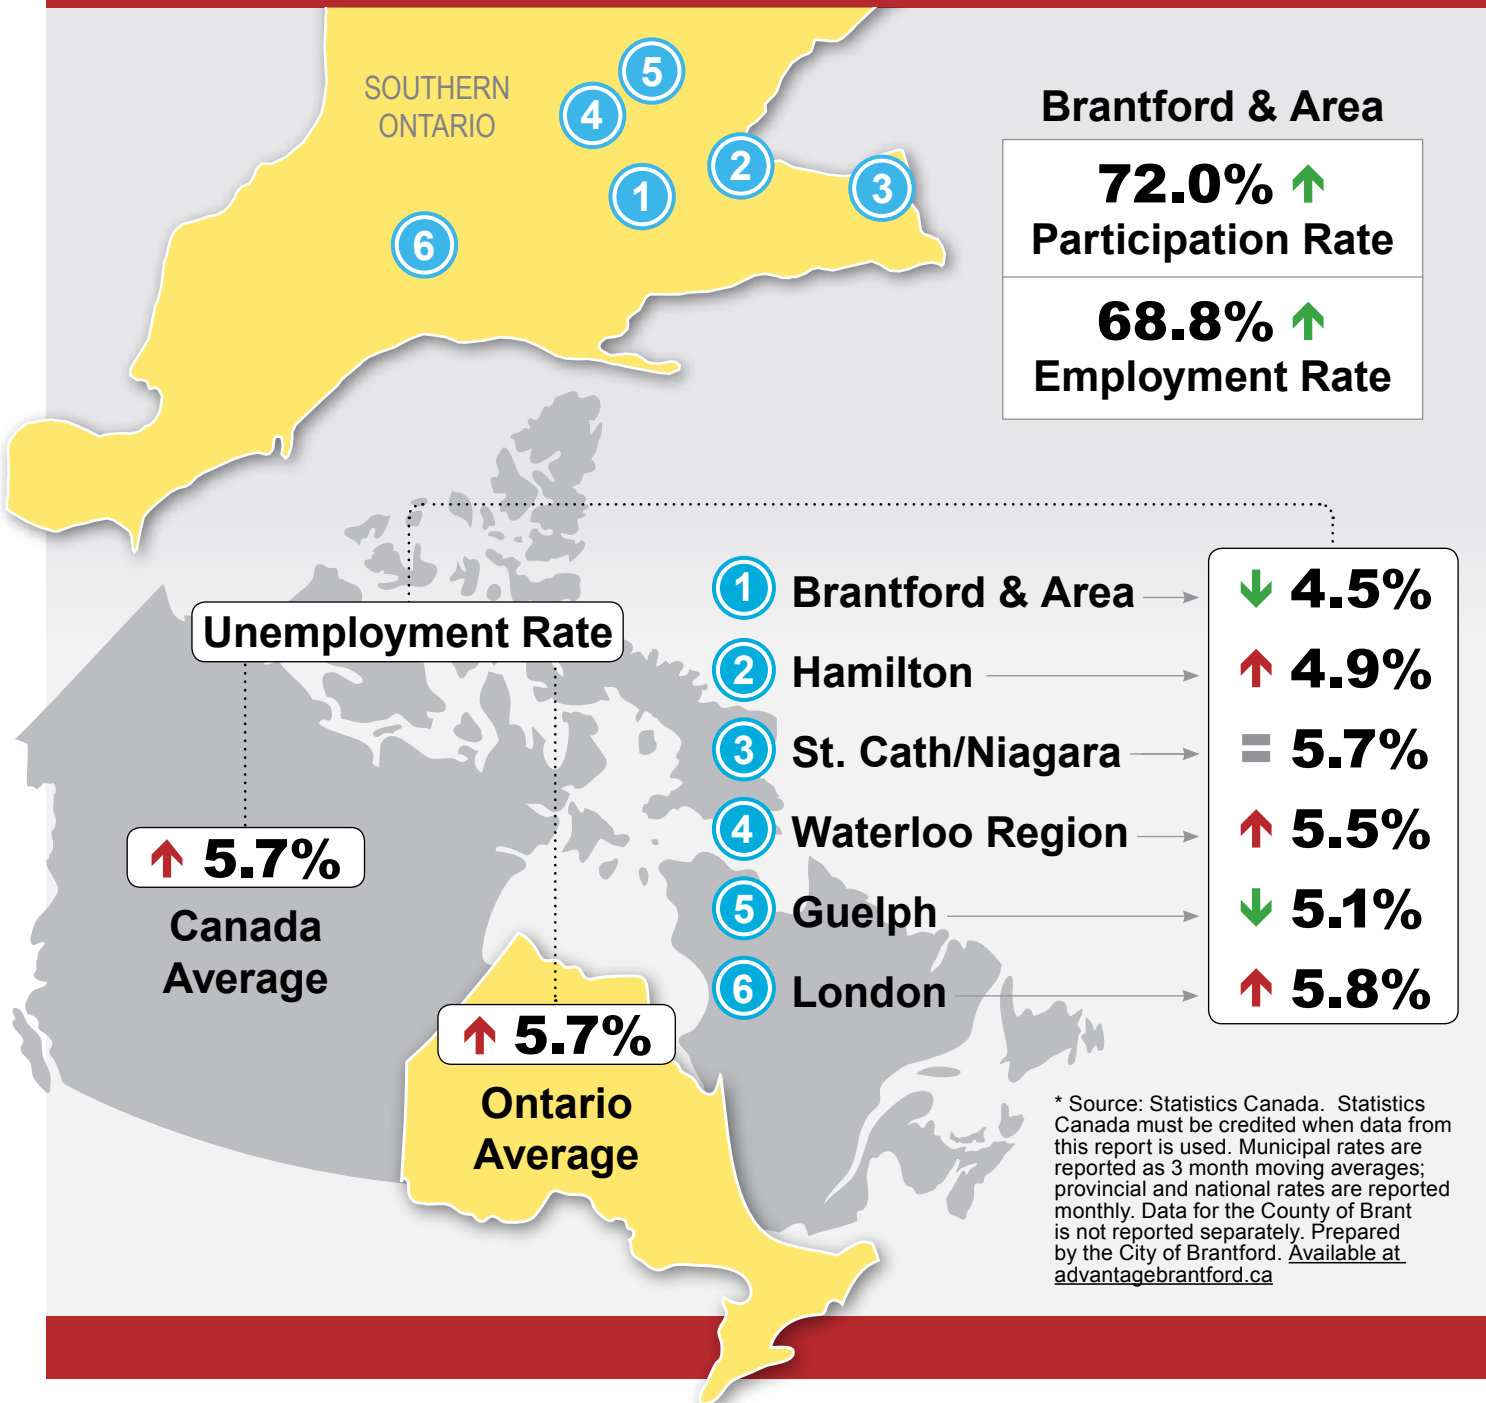 SOUTHERN
ONTARIO
5
4
2
1
3
6
Brantford & Area
72.0%
Participation Rate
68.8%
Employment Rate
Unemployment Rate
1 Brantford & Area 4.5%
2 Hamilton 4.9%
3 St. Cath/Niagara = 5.7%
4 Waterloo Region 5.5%
5 Guelph 5.1%
6 London 5.8%
5.7%
Canada
Average
5.7%
Ontario
Average
* Source: Statistics Canada.  Statistics
Canada must be credited when data from
this report is used. Municipal rates are
reported as 3 month moving averages;
provincial and national rates are reported
monthly. Data for the County of Brant
is not reported separately. Prepared
by the City of Brantford. Available at
advantagebrantford.ca